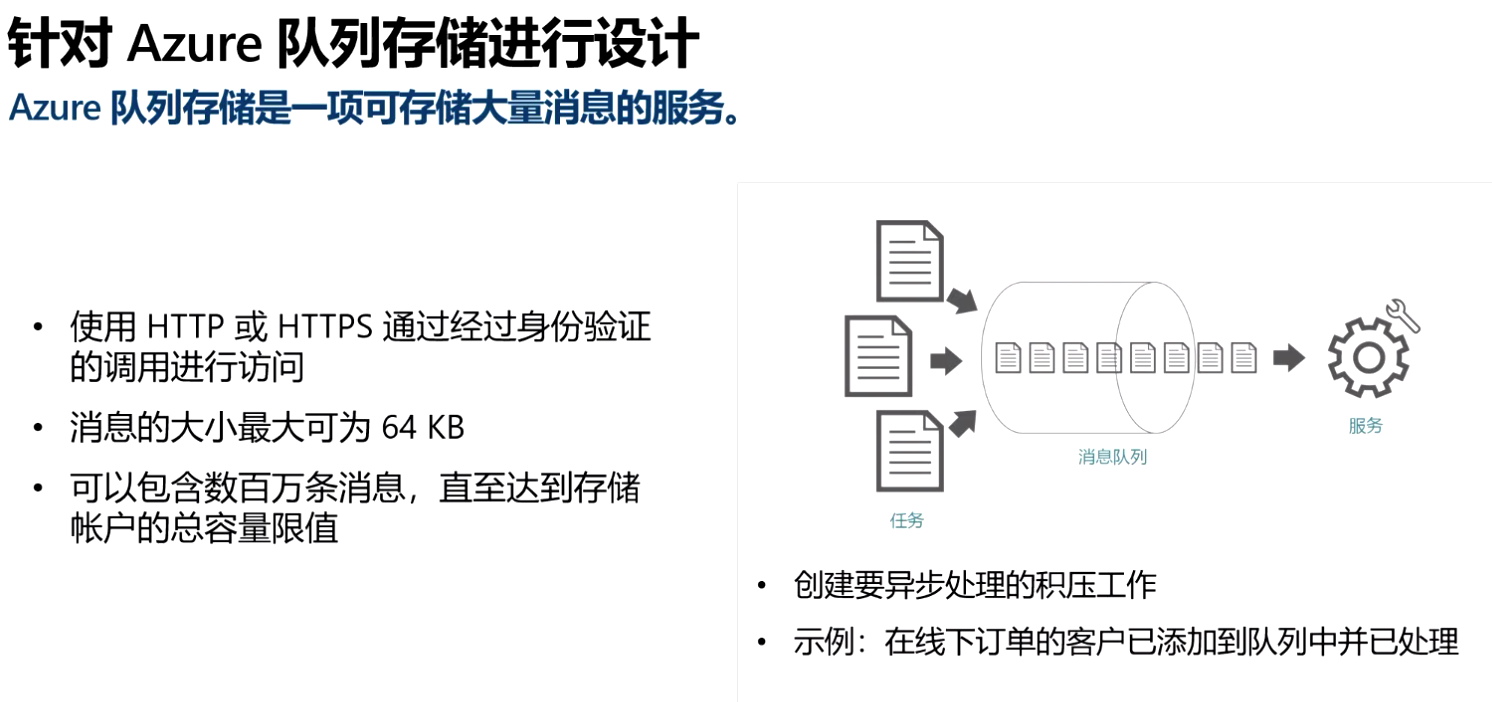 针对 Azure 队列存储进行设计
Azure 队列存储是一项可存储大量消息的服务。
• 使用 HTTP 或 HTTPS 通过经过身份验证
的调用进行访问
• 消息的大小最大可为 64 KB
• 可以包含数百万条消息，直至达到存储
帐户的总容量限值
任务
消息队列
服务
• 创建要异步处理的积压工作
• 示例：在线下订单的客户已添加到队列中并已处理